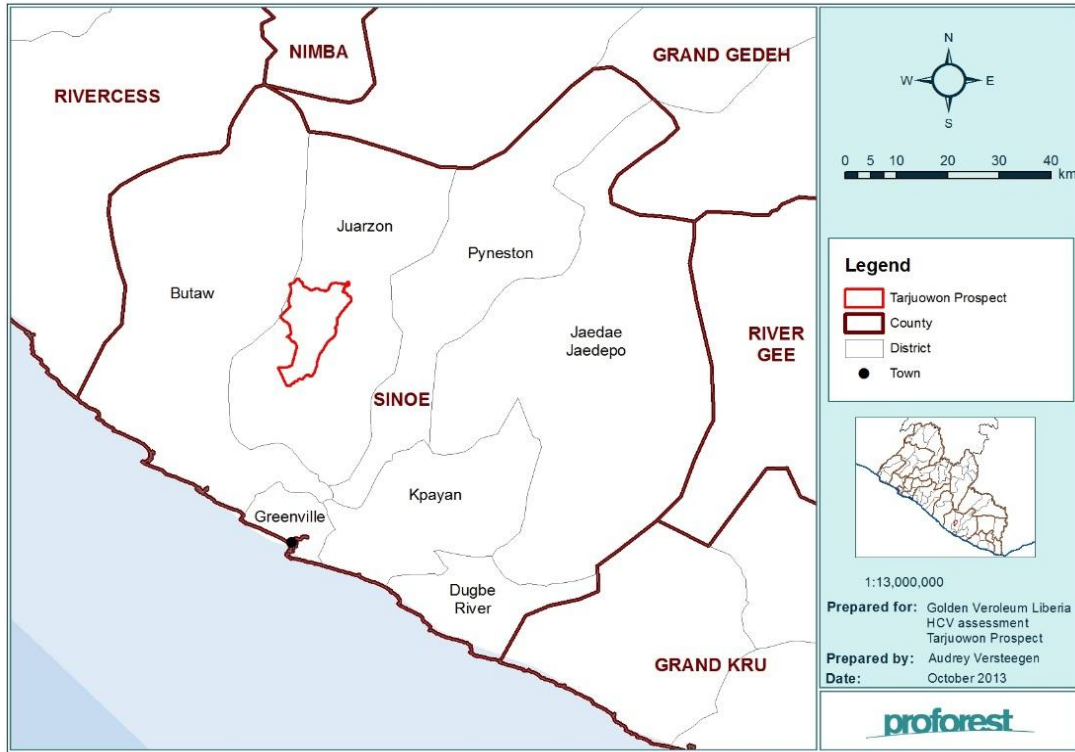 NIMBA
GRAND GEDEH
RIVERCESS
Juarzon
Pyneston
Butaw
Jaedae
Jaedepo
RIVER
GEE
SINOE
Kpayan
Greenville
Dugbe
River
GRAND KRU
N
W E
S
0 5 10 20 30 40
km
Legend
Tarjuowon Prospect
County
District
Town
1:13,000,000
Prepared for: Golden Veroleum Liberia
HCV assessment
Tarjuowon Prospect
Prepared by: Audrey Versteegen
Date: October 2013
proforest